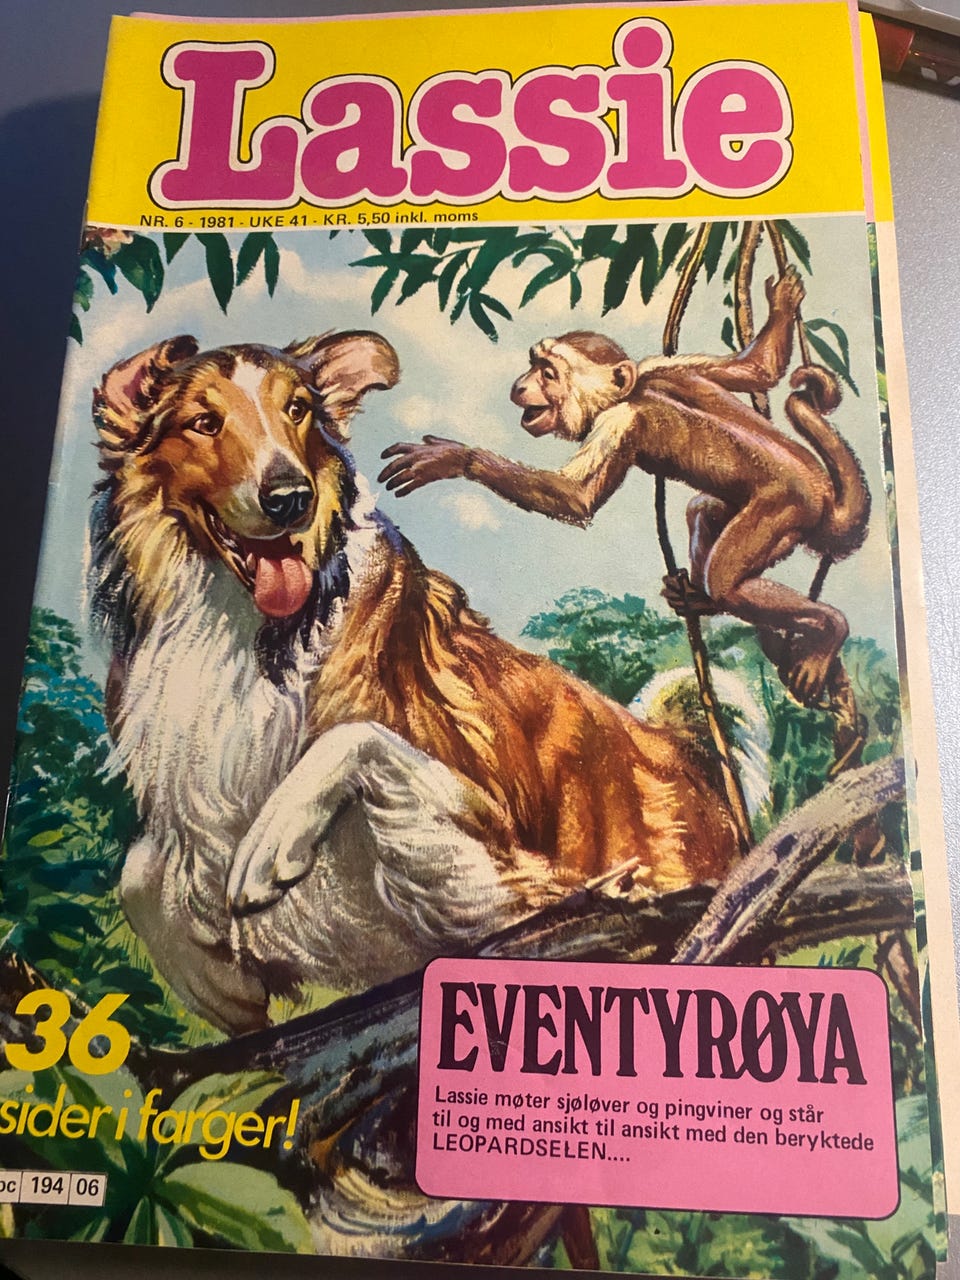 Lassie
NR. 6 - 1981 - UKE 41 - KR. 5,50 inkl. moms
36
sider i farger!
EVENTYRØYA
Lassie møter sjøløver og pingviner og står
til og med ansikt til ansikt med den beryktede
LEOPARDSELEN....
194 06